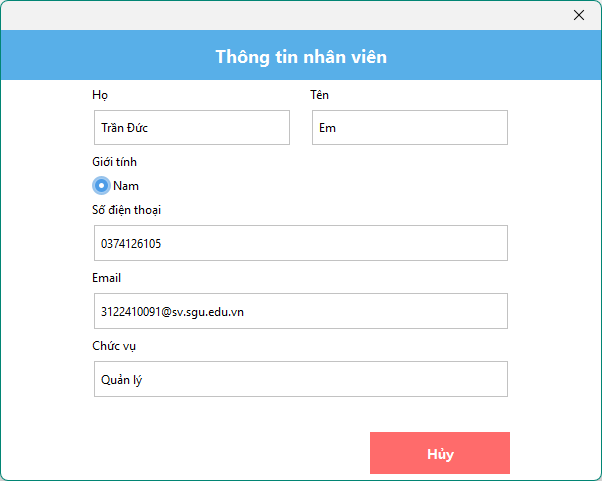 Thông tin nhân viên
Họ Tên
Trần Đức Em
Giới tính
Nam
Số điện thoại
0374126105
Email
3122410091@sv.sgu.edu.vn
Chức vụ
Quản lý
Hủy